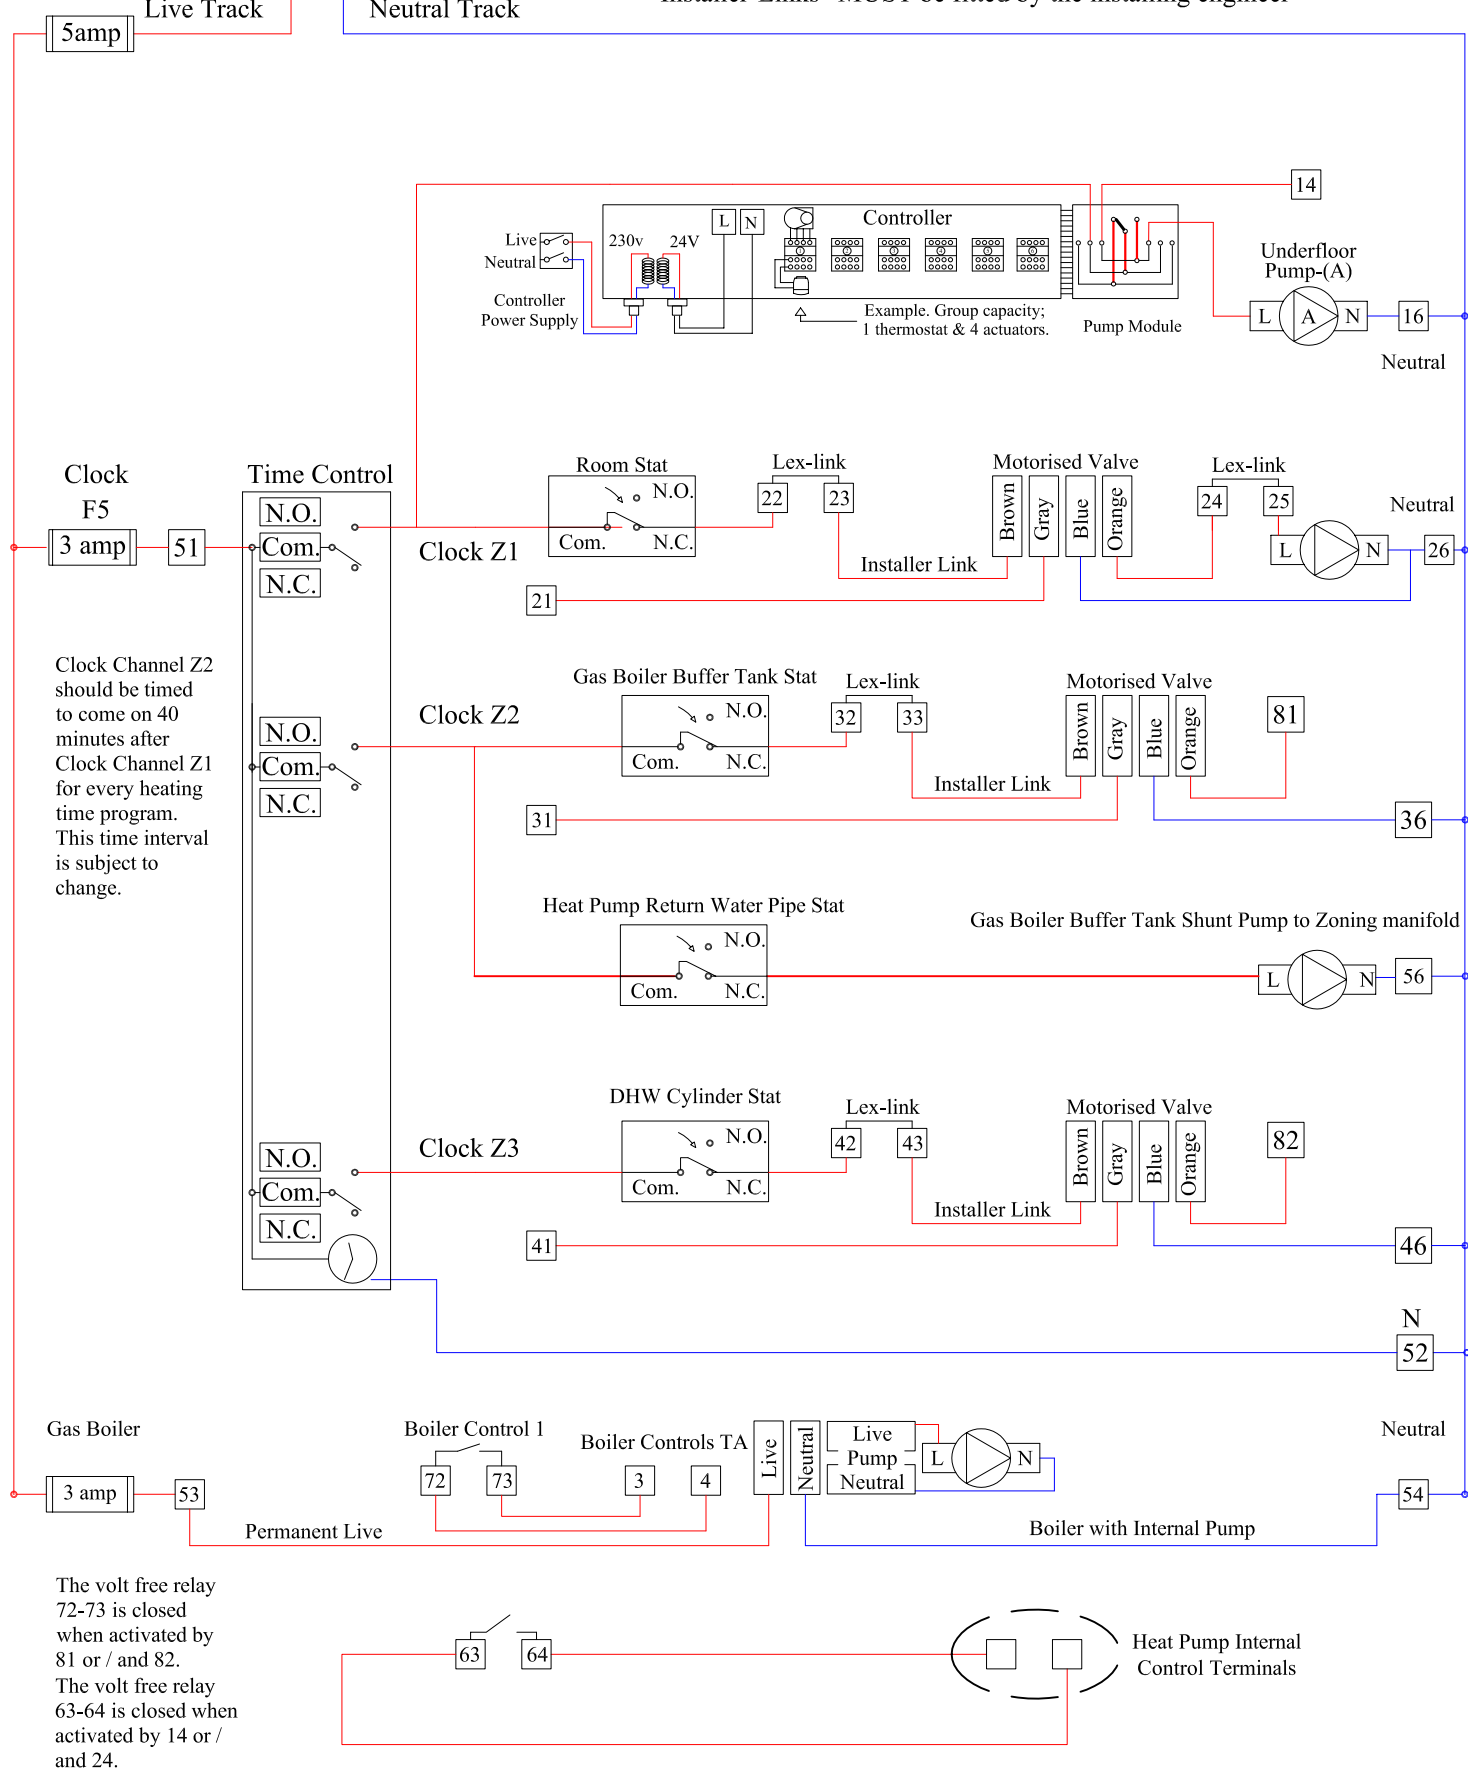 Live Track
Neutral Track
5amp
14
Controller
L N
Live
Neutral
230v
24V
1 2 3 4 5 6
Controller
Power Supply
Example. Group capacity;
1 thermostat & 4 actuators.
Pump Module
Underfloor
Pump-(A)
L A N
16
Neutral
Clock
F5
3 amp
51
Time Control
N.O.
Com.
N.C.
Clock Z1
Room Stat
N.O.
Com.
N.C.
Lex-link
22
23
Installer Link
21
Motorised Valve
Brown
Gray
Blue
Orange
Lex-link
24
25
L N
Neutral
26
Clock Channel Z2
should be timed
to come on 40
minutes after
Clock Channel Z1
for every heating
time program.
This time interval
is subject to
change.
N.O.
Com.
N.C.
Clock Z2
Gas Boiler Buffer Tank Stat
N.O.
Com.
N.C.
Lex-link
32
33
Installer Link
31
Motorised Valve
Brown
Gray
Blue
Orange
81
36
Heat Pump Return Water Pipe Stat
N.O.
Com.
N.C.
Gas Boiler Buffer Tank Shunt Pump to Zoning manifold
L N
56
N.O.
Com.
N.C.
Clock Z3
DHW Cylinder Stat
N.O.
Com.
N.C.
Lex-link
42
43
Installer Link
41
Motorised Valve
Brown
Gray
Blue
Orange
82
46
N
52
Gas Boiler
3 amp
53
Permanent Live
Boiler Control 1
72
73
Boiler Controls TA
3
4
Live
Neutral
Live
Pump
Neutral
L N
Neutral
54
Boiler with Internal Pump
The volt free relay
72-73 is closed
when activated by
81 or / and 82.
The volt free relay
63-64 is closed when
activated by 14 or /
and 24.
63
64
Heat Pump Internal
Control Terminals